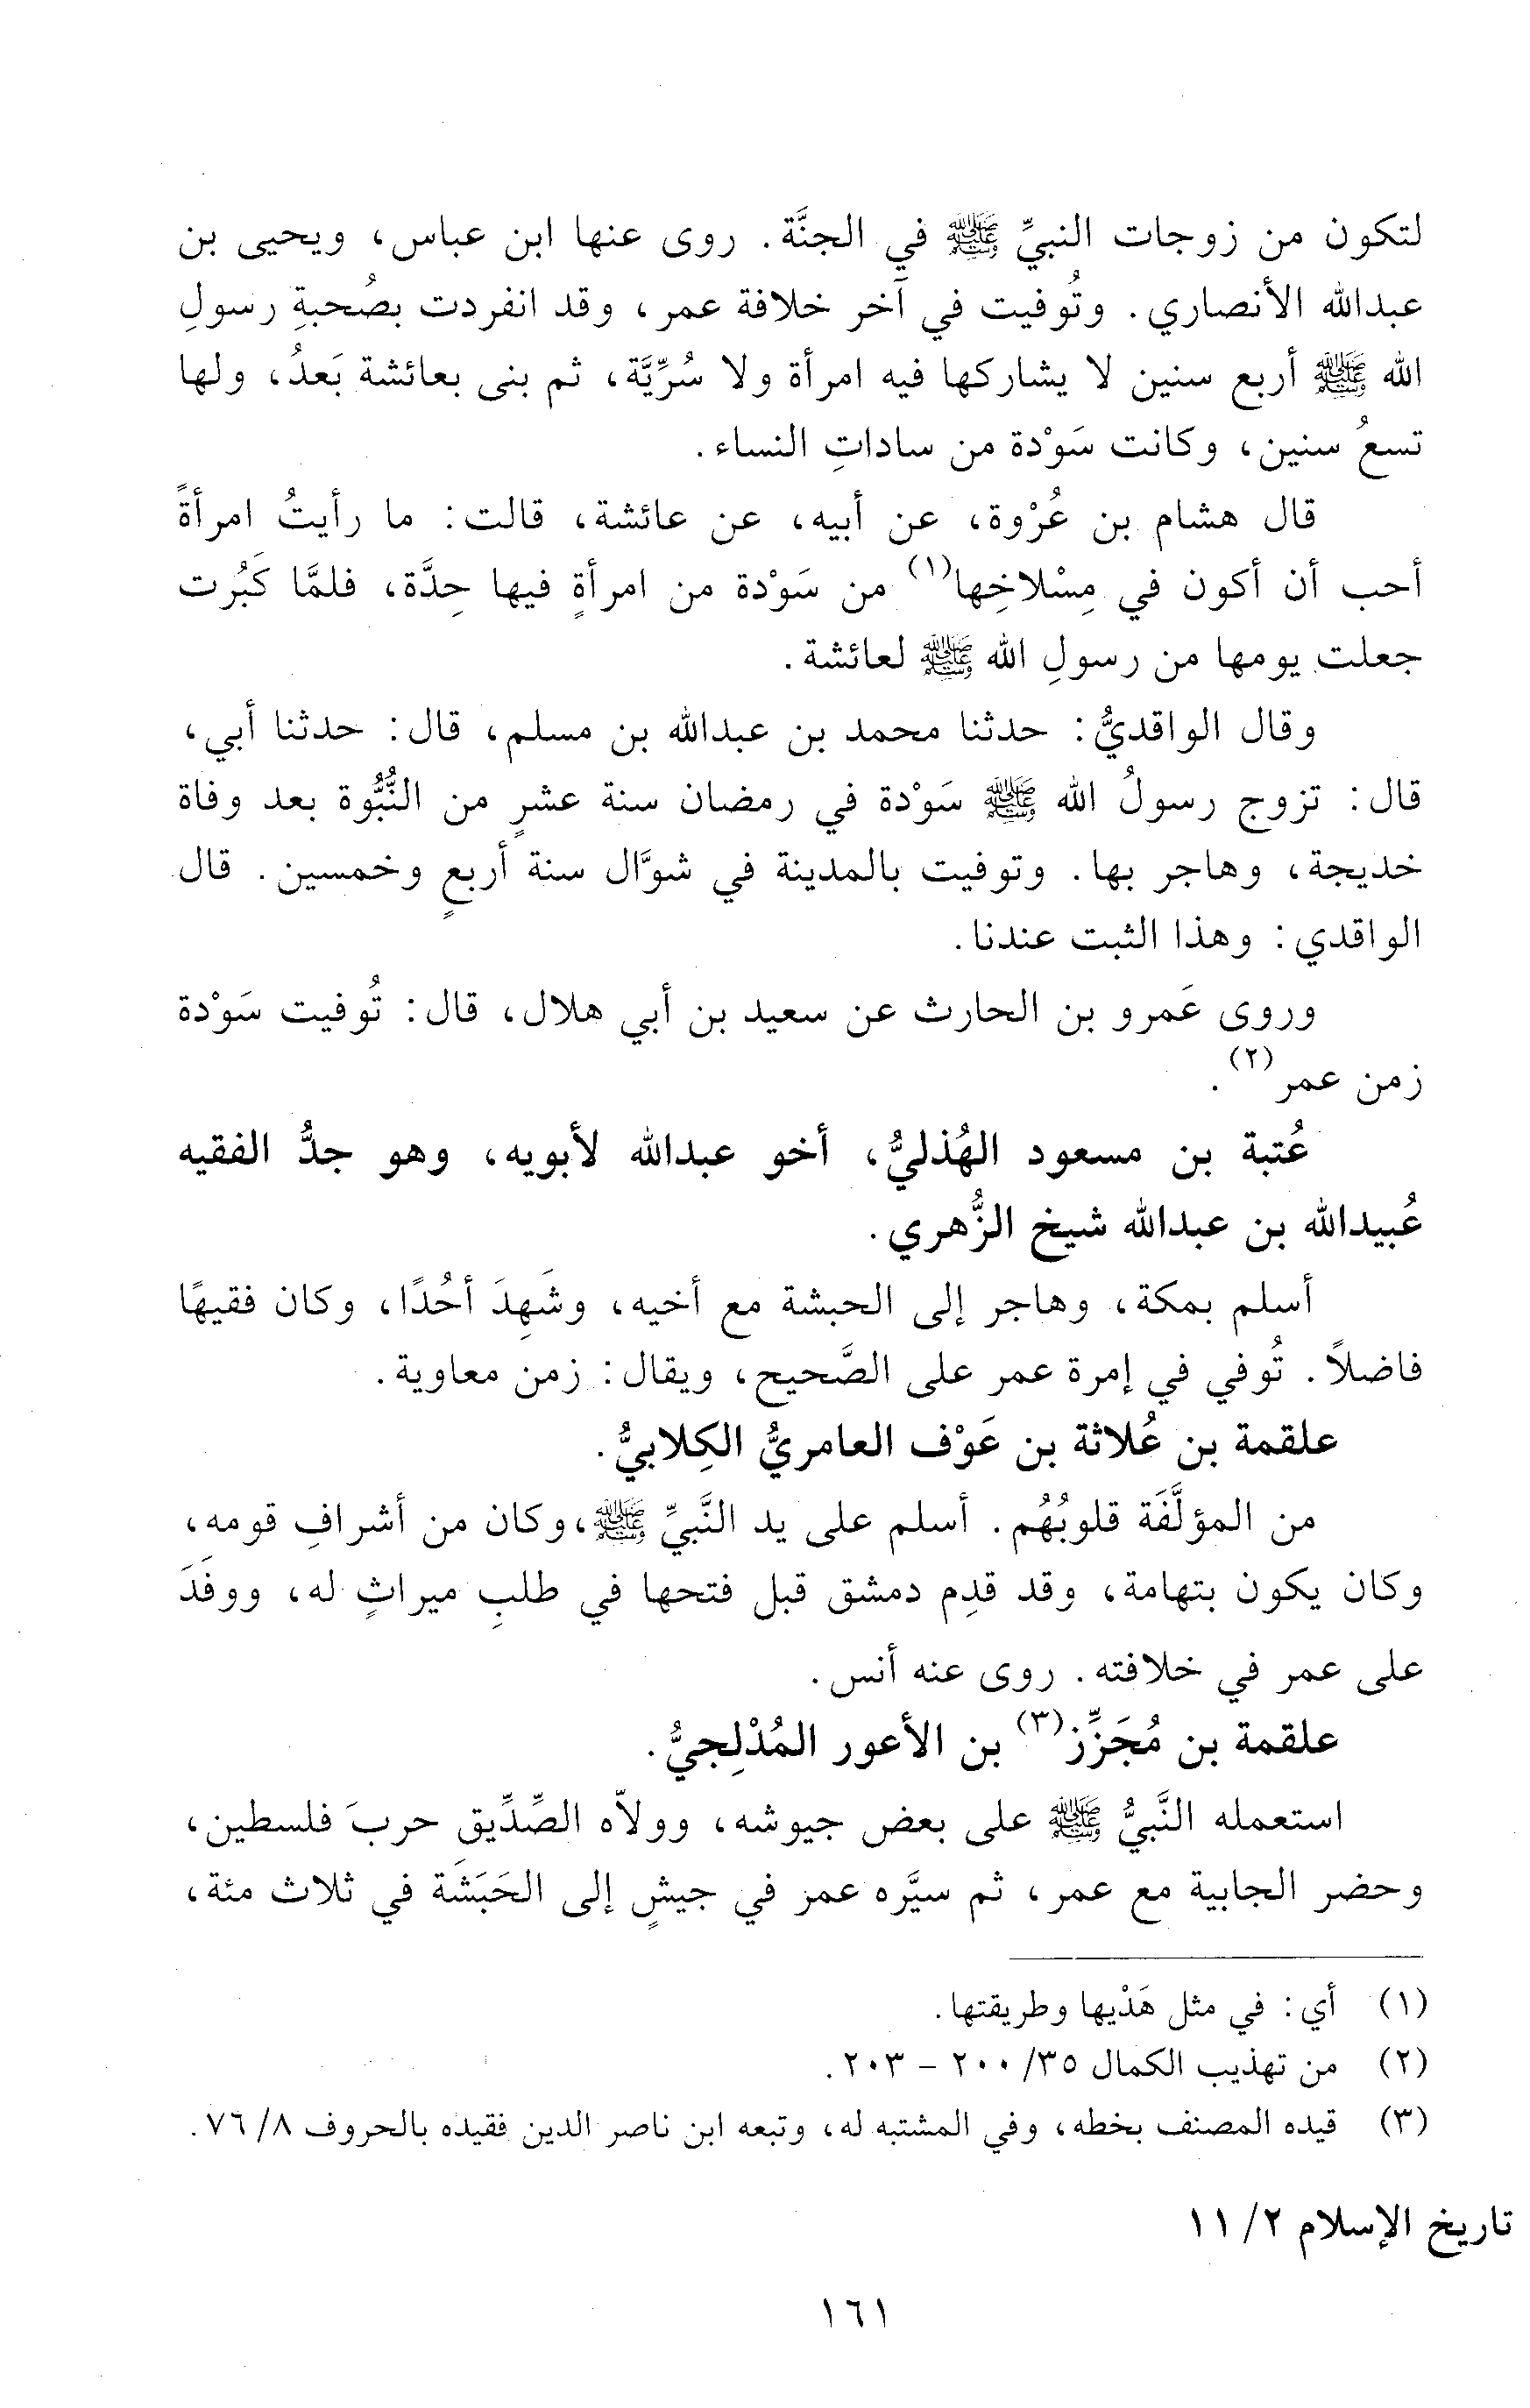 لتكون من زوجات النبيِّ ﷺ في الجنَّة. روى عنها ابن عباس، ويحيى بن
عبدالله الأنصاري. وتُوفيت في آخر خلافة عمر، وقد انفردت بصُحبةِ رسولِ
الله ﷺ أربع سنين لا يشاركها فيه امرأة ولا سُرِّيَّة، ثم بنى بعائشة بَعدُ، ولها
تسعُ سنين، وكانت سَوْدة من ساداتِ النساء.
قال هشام بن عُرْوة، عن أبيه، عن عائشة، قالت: ما رأيتُ امرأةً
أحب أن أكون في مِسْلاخِها(١) من سَوْدة من امرأةٍ فيها حِدَّة، فلمَّا كَبُرت
جعلت يومها من رسولِ الله ﷺ لعائشة.
وقال الواقديُّ: حدثنا محمد بن عبدالله بن مسلم، قال: حدثنا أبي،
قال: تزوج رسولُ الله ﷺ سَوْدة في رمضان سنة عشرٍ من النُّبُّوة بعد وفاة
خديجة، وهاجر بها. وتوفيت بالمدينة في شوَّال سنة أربعٍ وخمسين. قال
الواقدي: وهذا الثبت عندنا.
وروى عَمرو بن الحارث عن سعيد بن أبي هلال، قال: تُوفيت سَوْدة
زمن عمر(٢).
عُتبة بن مسعود الهُذليُّ، أخو عبدالله لأبويه، وهو جدُّ الفقيه
عُبيدالله بن عبدالله شيخ الزُّهري.
أسلم بمكة، وهاجر إلى الحبشة مع أخيه، وشَهِدَ أحُدًا، وكان فقيهًا
فاضلاً. تُوفي في إمرة عمر على الصَّحيح، ويقال: زمن معاوية.
علقمة بن عُلاثة بن عَوْف العامريُّ الكِلابيُّ.
من المؤلَّفَة قلوبُهُم. أسلم على يد النَّبيِّ ﷺ،وكان من أشرافِ قومه،
وكان يكون بتهامة، وقد قدِم دمشق قبل فتحها في طلبِ ميراثٍ له، ووفَدَ
على عمر في خلافته. روى عنه أنس.
علقمة بن مُجَزِّز(٣) بن الأعور المُدْلِجيُّ.
استعمله النَّبيُّ ﷺ على بعض جيوشه، وولاّه الصِّدِّيق حربَ فلسطين،
وحضر الجابية مع عمر، ثم سيَّره عمر في جيشٍ إلى الحَبَشَة في ثلاث مئة،
(١) أي: في مثل هَدْيها وطريقتها.
(٢) من تهذيب الكمال ٣٥/ ٢٠٠ - ٢٠٣.
(٣) قيده المصنف بخطه، وفي المشتبه له، وتبعه ابن ناصر الدين فقيده بالحروف ٨/ ٧٦.
تاريخ الإسلام ٢/ ١١
١٦١